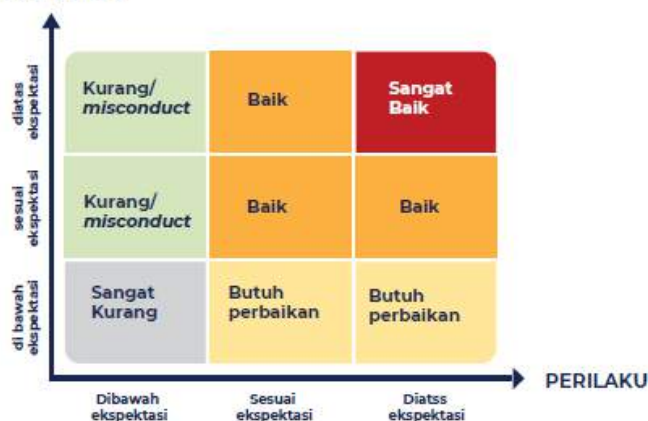 diatas
ekspektasi
Kurang/
misconduct
Baik
Sangat
Baik
sesuai
ekspektasi
Kurang/
misconduct
Baik
Baik
di bawah
ekspektasi
Sangat
Kurang
Butuh
perbaikan
Butuh
perbaikan
PERILAKU
Dibawah
ekspektasi
Sesuai
ekspektasi
Diatss
ekspektasi